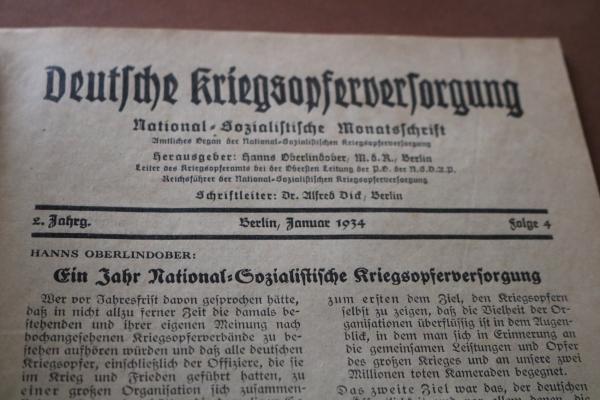 Deutsche Kriegsopferversorgung
National-Sozialistische Monatsschrift
Amtliches Organ der National-Sozialistischen Kriegsopferversorgung
Herausgeber: Hanns Oberlindober, M. d. R., Berlin
Leiter des Kriegsopferamts bei der Obersten Leitung der P.O. der N.S.D.A.P.
Reichsführer der National-Sozialistischen Kriegsopferversorgung
Schriftleiter: Dr. Alfred Dick, Berlin
2. Jahrg.
Berlin, Januar 1934
Folge 4
HANNS OBERLINDOBER:
Ein Jahr National-Sozialistische Kriegsopferversorgung
Wer vor Jahresfrist davon gesprochen hätte,
daß in nicht allzu ferner Zeit die damals be-
stehenden und ihrer eigenen Meinung nach
hochangesehenen Kriegsopferverbände zu be-
stehen aufhören würden und daß alle deutschen
Kriegsopfer, einschließlich der Offiziere, die sie
im Krieg und Frieden geführt hatten, zu
einer großen Organisation sich zusammen-
zum ersten dem Ziel, den Kriegsopfern
selbst zu zeigen, daß die Vielheit der Or-
ganisationen überflüssig ist in dem Augen-
blick, in dem man sich in Erinnerung an
die gemeinsamen Leistungen und Opfer
des großen Krieges und an unsere zwei
Millionen toten Kameraden begegnet.
Das zweite Ziel war das, der deutschen